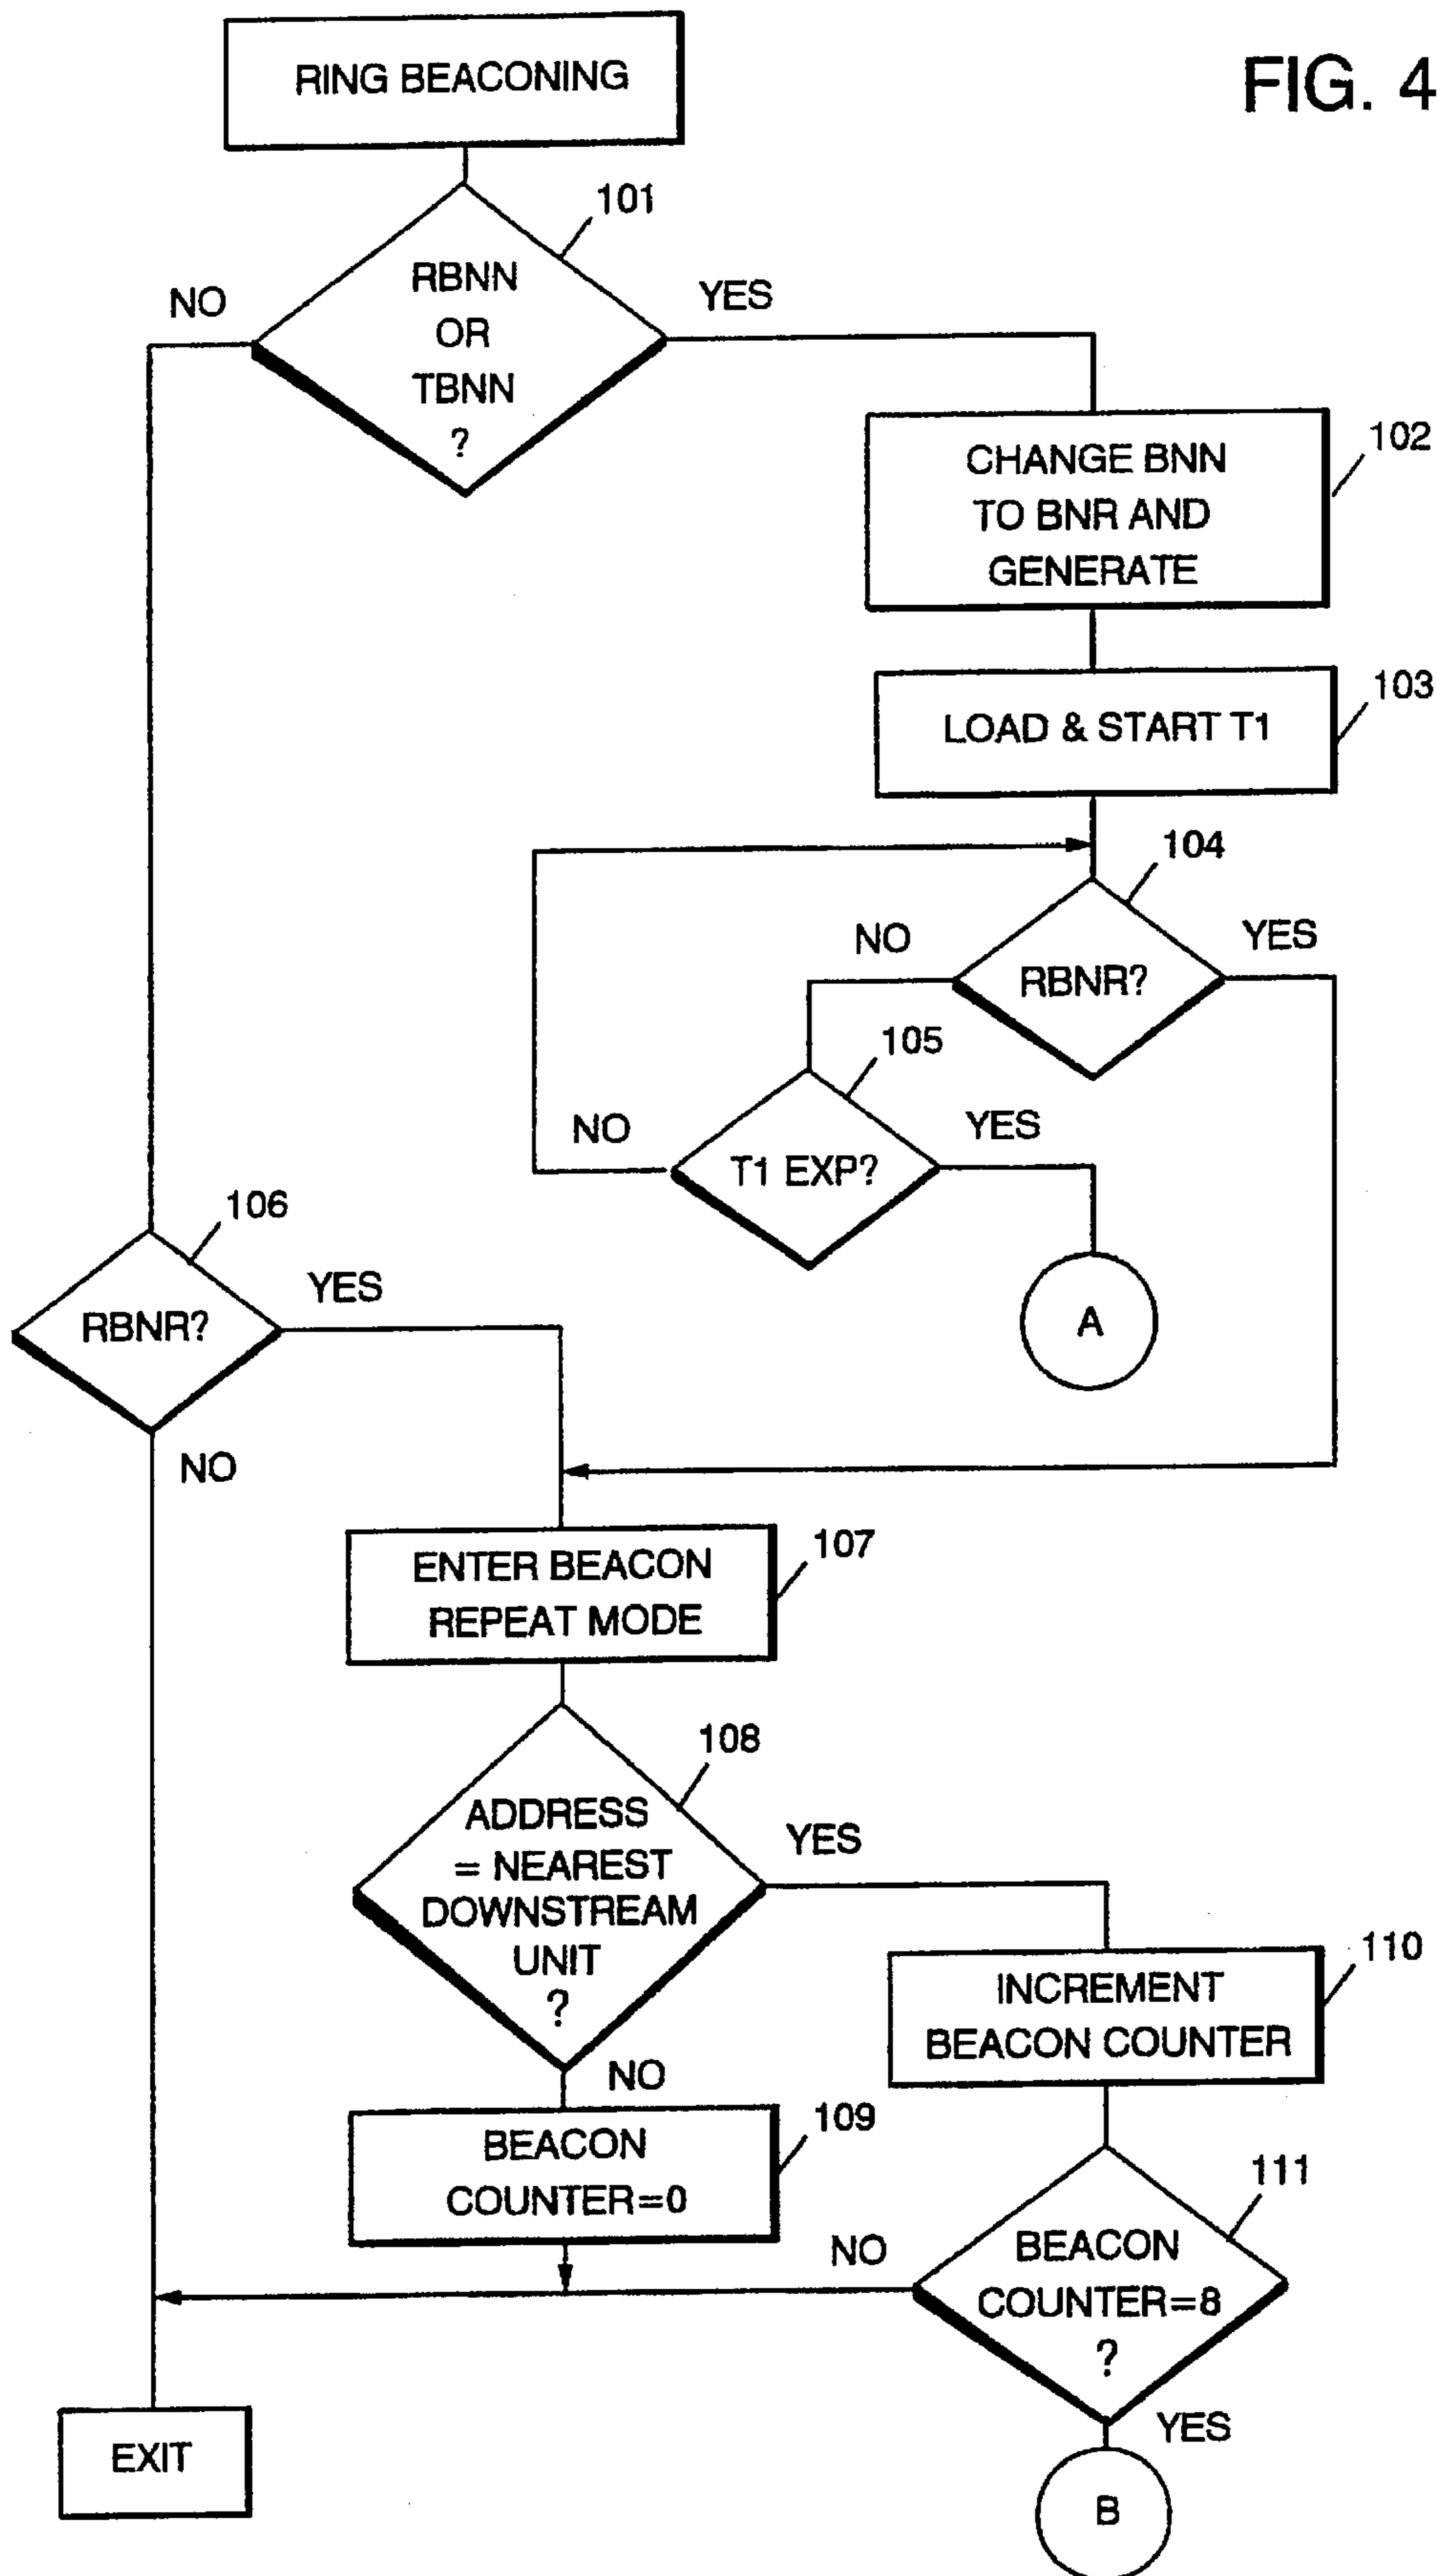 FIG. 4
RING BEACONING
101
RBNN
OR
TBNN
?
NO
YES
CHANGE BNN
TO BNR AND
GENERATE
102
LOAD & START T1
103
104
RBNR?
NO
YES
105
T1 EXP?
NO
YES
A
106
RBNR?
YES
NO
ENTER BEACON
REPEAT MODE
107
108
ADDRESS
= NEAREST
DOWNSTREAM
UNIT
?
YES
NO
INCREMENT
BEACON COUNTER
110
BEACON
COUNTER=0
109
111
BEACON
COUNTER=8
?
NO
YES
EXIT
B